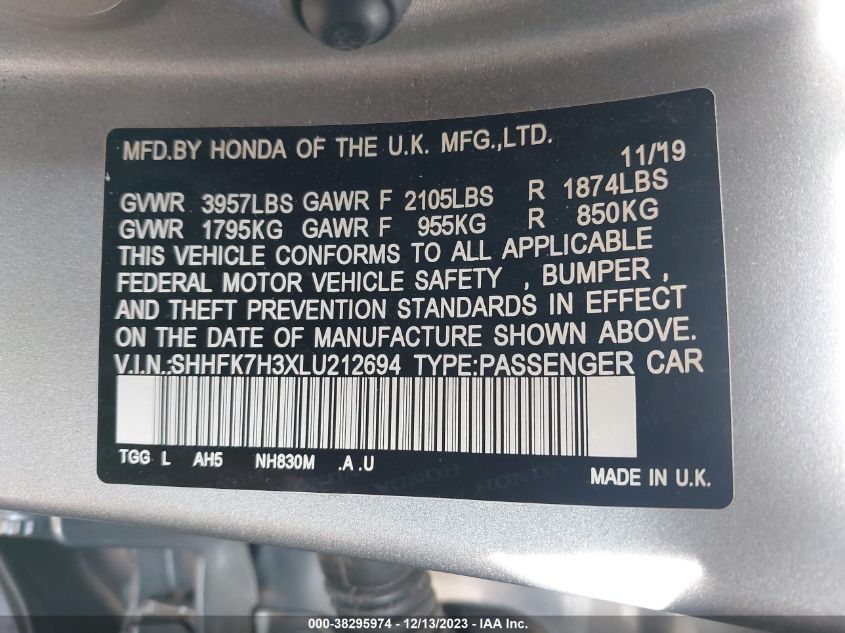 MFD.BY HONDA OF THE U.K. MFG.,LTD.
11/19
GVWR 3957LBS GAWR F 2105LBS R 1874LBS
GVWR 1795KG GAWR F 955KG R 850KG
THIS VEHICLE CONFORMS TO ALL APPLICABLE
FEDERAL MOTOR VEHICLE SAFETY , BUMPER ,
AND THEFT PREVENTION STANDARDS IN EFFECT
ON THE DATE OF MANUFACTURE SHOWN ABOVE.
V.I.N.:SHHFK7H3XLU212694 TYPE:PASSENGER CAR
TGG L AH5 NH830M .A .U
MADE IN U.K.
000-38295974 - 12/13/2023 - IAA Inc.